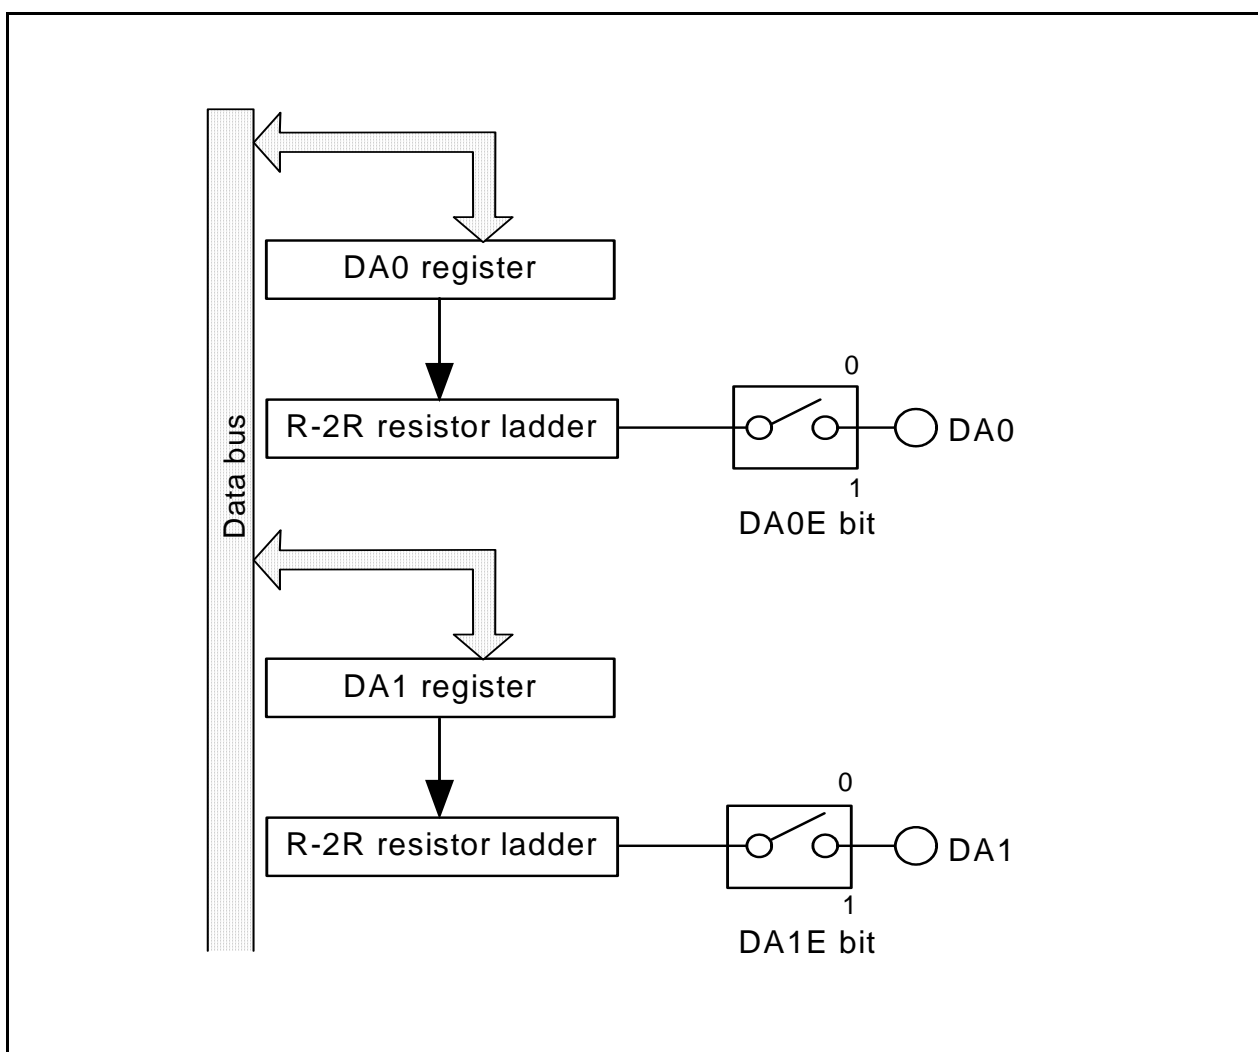 DA0 register
R-2R resistor ladder
0
DA0
1
DA0E bit
Data bus
DA1 register
R-2R resistor ladder
0
DA1
1
DA1E bit